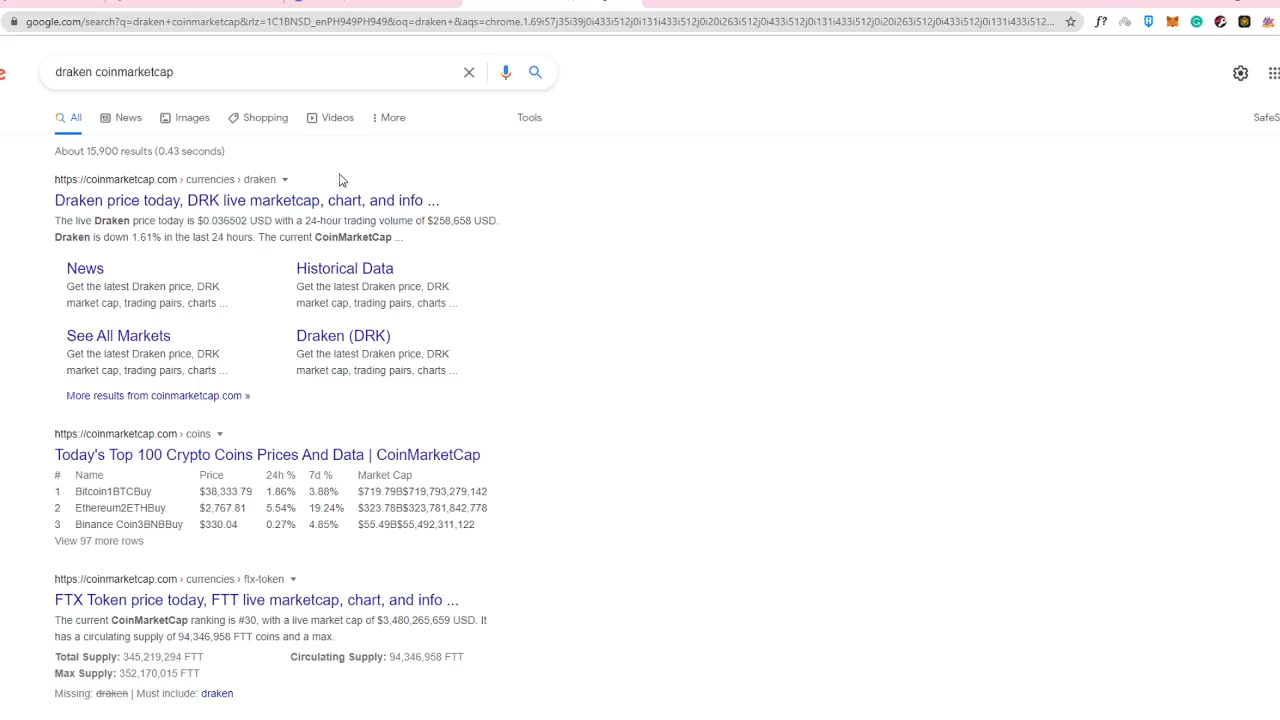 google.com/search?q=draken+coinmarketcap&rlz=1C1BNSD_enPH949PH949&oq=draken+&aqs=chrome.1.69i57j35i39j0i433i512j0i131i433i512j0i20i263i512j0i433i512j0i131i433i512j0i20i263i512j0i131i433i512...
f?
draken coinmarketcap
All News Images Shopping Videos More Tools SafeS
About 15,900 results (0.43 seconds)
https://coinmarketcap.com › currencies › draken
Draken price today, DRK live marketcap, chart, and info ...
The live Draken price today is $0.036502 USD with a 24-hour trading volume of $258,658 USD.
Draken is down 1.61% in the last 24 hours. The current CoinMarketCap ...
News Historical Data
Get the latest Draken price, DRK Get the latest Draken price, DRK
market cap, trading pairs, charts ... market cap, trading pairs, charts ...
See All Markets Draken (DRK)
Get the latest Draken price, DRK Get the latest Draken price, DRK
market cap, trading pairs, charts ... market cap, trading pairs, charts ...
More results from coinmarketcap.com »
https://coinmarketcap.com › coins
Today's Top 100 Crypto Coins Prices And Data | CoinMarketCap
# Name Price 24h % 7d % Market Cap
1 Bitcoin1BTCBuy $38,333.79 1.86% 3.88% $719.79B$719,793,279,142
2 Ethereum2ETHBuy $2,767.81 5.54% 19.24% $323.78B$323,781,842,778
3 Binance Coin3BNBBuy $330.04 0.27% 4.85% $55.49B$55,492,311,122
View 97 more rows
https://coinmarketcap.com › currencies › ftx-token
FTX Token price today, FTT live marketcap, chart, and info ...
The current CoinMarketCap ranking is #30, with a live market cap of $3,480,265,659 USD. It
has a circulating supply of 94,346,958 FTT coins and a max.
Total Supply: 345,219,294 FTT Circulating Supply: 94,346,958 FTT
Max Supply: 352,170,015 FTT
Missing: draken | Must include: draken